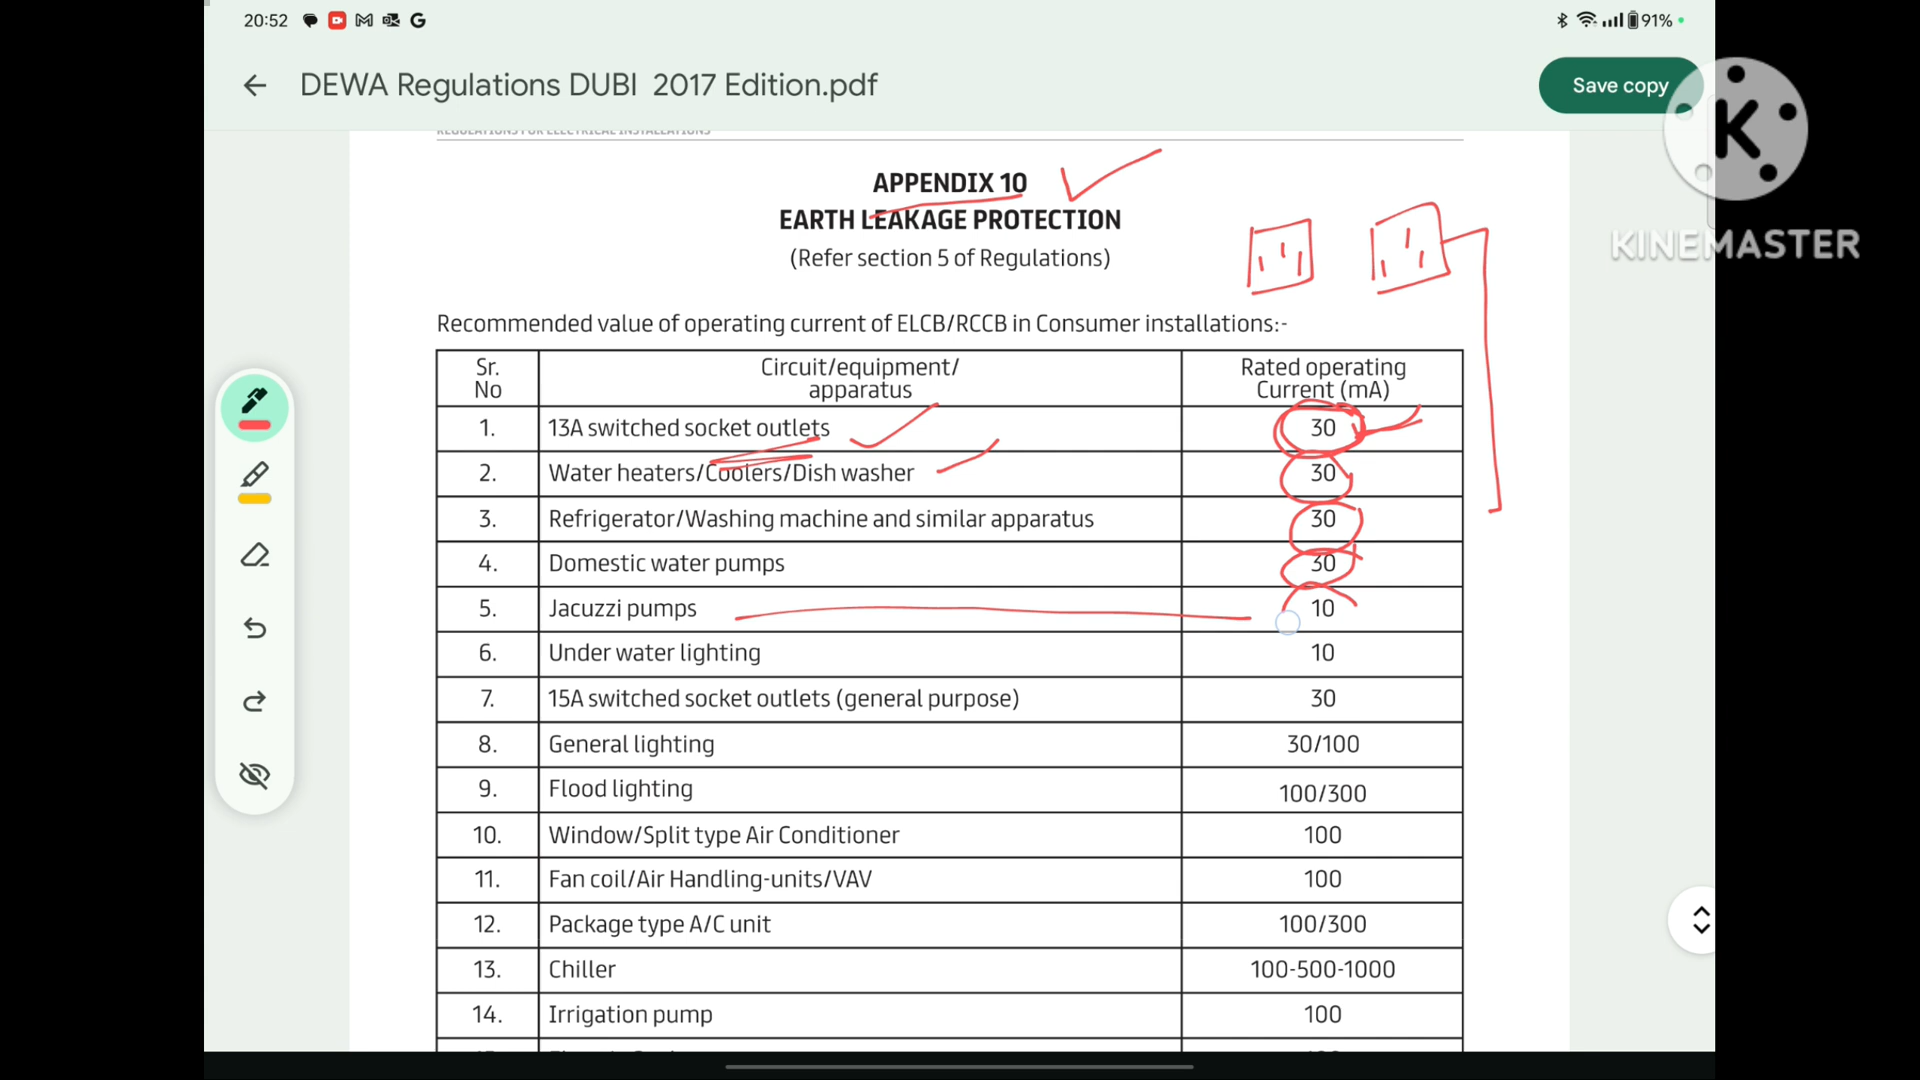 20:52
91%
DEWA Regulations DUBI 2017 Edition.pdf
Save copy
K
KINEMASTER
REGULATIONS FOR ELECTRICAL INSTALLATIONS
APPENDIX 10
EARTH LEAKAGE PROTECTION
(Refer section 5 of Regulations)
Recommended value of operating current of ELCB/RCCB in Consumer installations:-
Sr. No Circuit/equipment/ apparatus Rated operating Current (mA)
1. 13A switched socket outlets 30
2. Water heaters/Coolers/Dish washer 30
3. Refrigerator/Washing machine and similar apparatus 30
4. Domestic water pumps 30
5. Jacuzzi pumps 10
6. Under water lighting 10
7. 15A switched socket outlets (general purpose) 30
8. General lighting 30/100
9. Flood lighting 100/300
10. Window/Split type Air Conditioner 100
11. Fan coil/Air Handling-units/VAV 100
12. Package type A/C unit 100/300
13. Chiller 100-500-1000
14. Irrigation pump 100